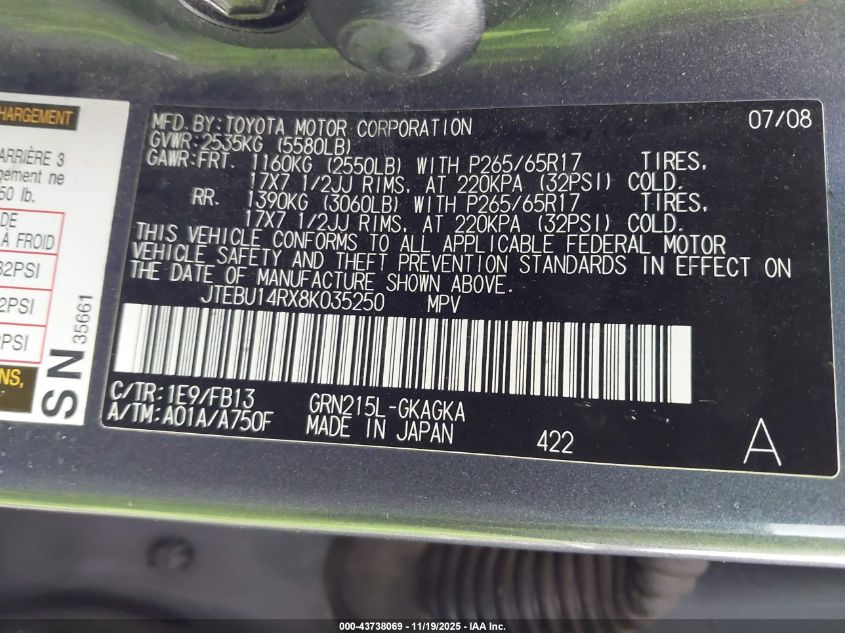 CHARGEMENT
ARRIÈRE 3
gement ne
50 lb.
DE
À FROID
32PSI
2PSI
PSI
NS,
SN 35661
MFD. BY: TOYOTA MOTOR CORPORATION 07/08
GVWR: 2535KG (5580LB)
GAWR: FRT. 1160KG (2550LB) WITH P265/65R17 TIRES,
17X7 1/2JJ RIMS, AT 220KPA (32PSI) COLD.
RR. 1390KG (3060LB) WITH P265/65R17 TIRES,
17X7 1/2JJ RIMS, AT 220KPA (32PSI) COLD.
THIS VEHICLE CONFORMS TO ALL APPLICABLE FEDERAL MOTOR
VEHICLE SAFETY AND THEFT PREVENTION STANDARDS IN EFFECT ON
THE DATE OF MANUFACTURE SHOWN ABOVE.
JTEBU14RX8K035250 MPV
C/TR: 1E9/FB13 GRN215L-GKAGKA
A/TM: A01A/A750F MADE IN JAPAN 422 A
000-43738069 - 11/19/2025 - IAA Inc.